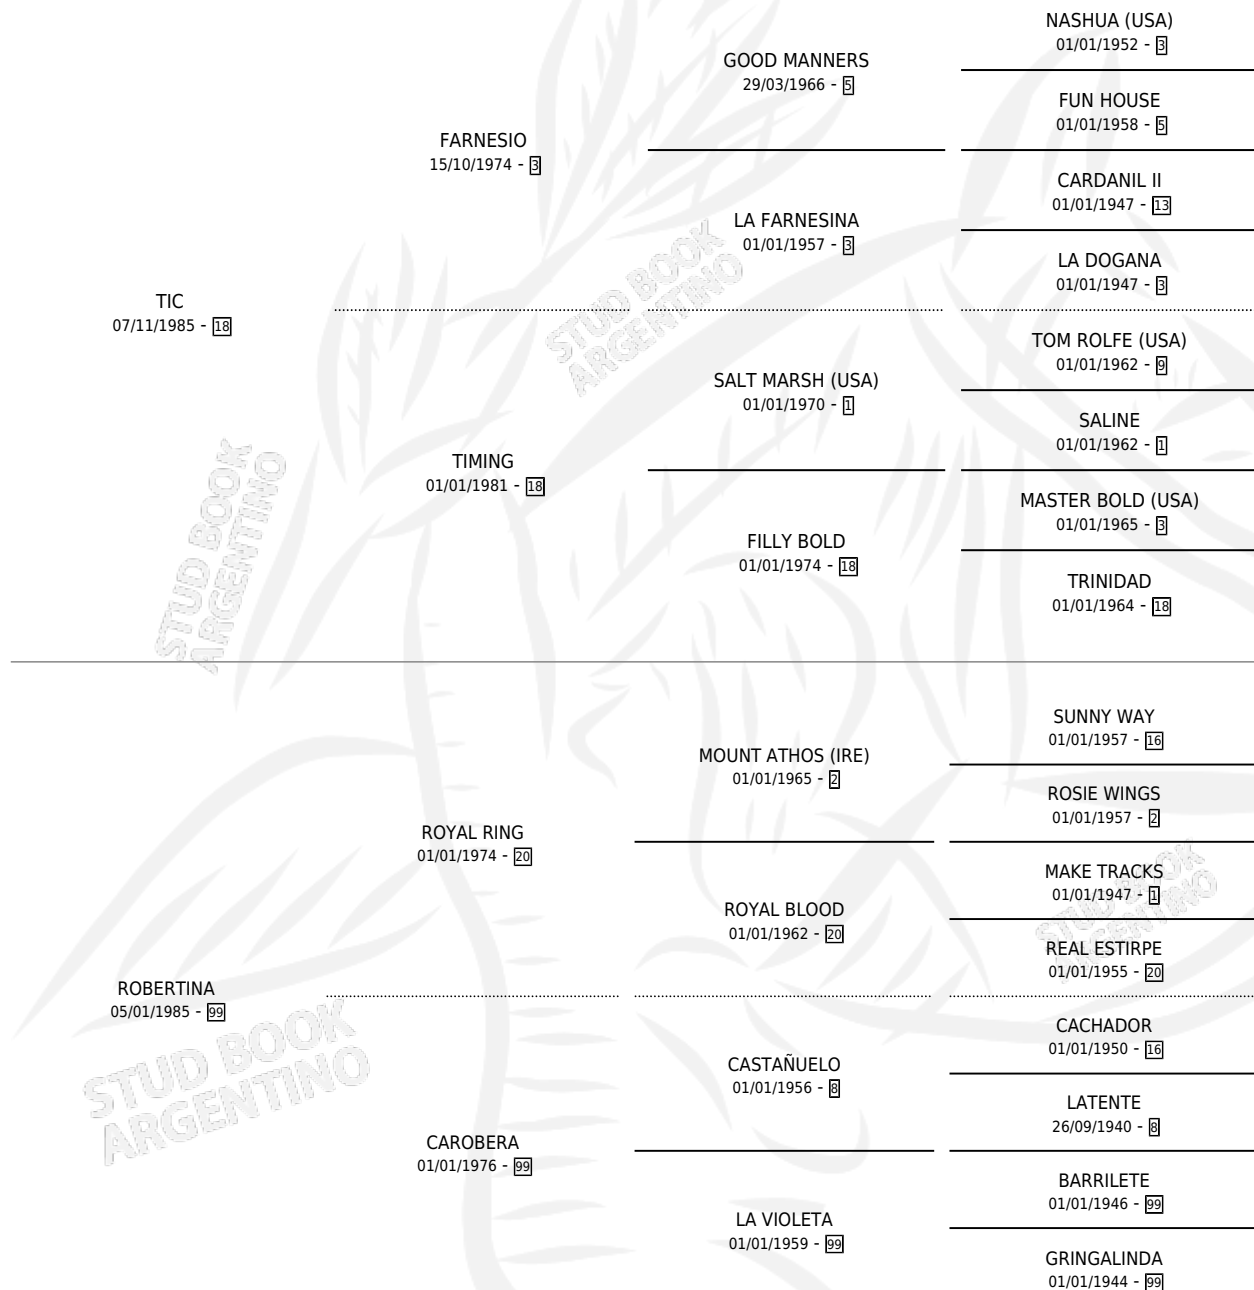 NASHUA (USA)
01/01/1952 - 3
GOOD MANNERS
29/03/1966 - 5
FUN HOUSE
01/01/1958 - 5
FARNESIO
15/10/1974 - 3
CARDANIL II
01/01/1947 - 13
LA FARNESINA
01/01/1957 - 3
LA DOGANA
01/01/1947 - 3
TIC
07/11/1985 - 18
TOM ROLFE (USA)
01/01/1962 - 9
SALT MARSH (USA)
01/01/1970 - 1
SALINE
01/01/1962 - 1
TIMING
01/01/1981 - 18
MASTER BOLD (USA)
01/01/1965 - 3
FILLY BOLD
01/01/1974 - 18
TRINIDAD
01/01/1964 - 18
STUD BOOK
ARGENTINO
STUD BOOK
ARGENTINO
SUNNY WAY
01/01/1957 - 16
MOUNT ATHOS (IRE)
01/01/1965 - 2
ROSIE WINGS
01/01/1957 - 2
ROYAL RING
01/01/1974 - 20
MAKE TRACKS
01/01/1947 - 1
ROYAL BLOOD
01/01/1962 - 20
REAL ESTIRPE
01/01/1955 - 20
STUD BOOK
ARGENTINO
ROBERTINA
05/01/1985 - 99
CACHADOR
01/01/1950 - 16
CASTAÑUELO
01/01/1956 - 8
LATENTE
26/09/1940 - 8
CAROBERA
01/01/1976 - 99
BARRILETE
01/01/1946 - 99
LA VIOLETA
01/01/1959 - 99
GRINGALINDA
01/01/1944 - 99
STUD BOOK
ARGENTINO